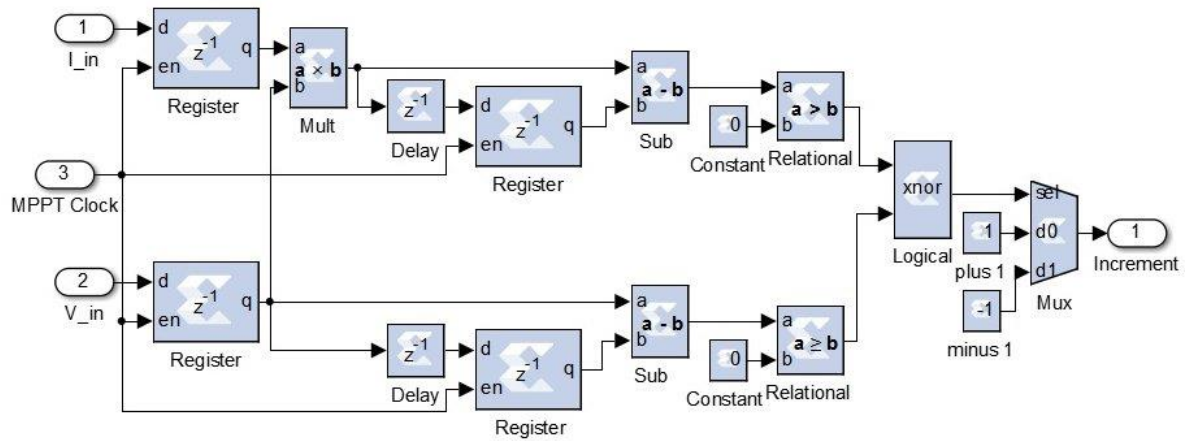 1
I_in
d
en
z-1
q
Register
a
a × b
b
Mult
z-1
Delay
d
en
z-1
q
Register
a
a - b
b
Sub
0
Constant
a
a > b
b
Relational
3
MPPT Clock
xnor
Logical
sel
d0
d1
Mux
1
plus 1
-1
minus 1
1
Increment
2
V_in
d
en
z-1
q
Register
z-1
Delay
d
en
z-1
q
Register
a
a - b
b
Sub
0
Constant
a
a ≥ b
b
Relational